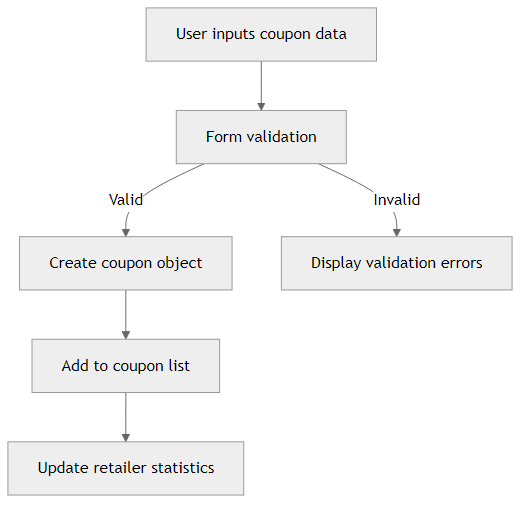 User inputs coupon data
Form validation
Valid
Invalid
Create coupon object
Display validation errors
Add to coupon list
Update retailer statistics